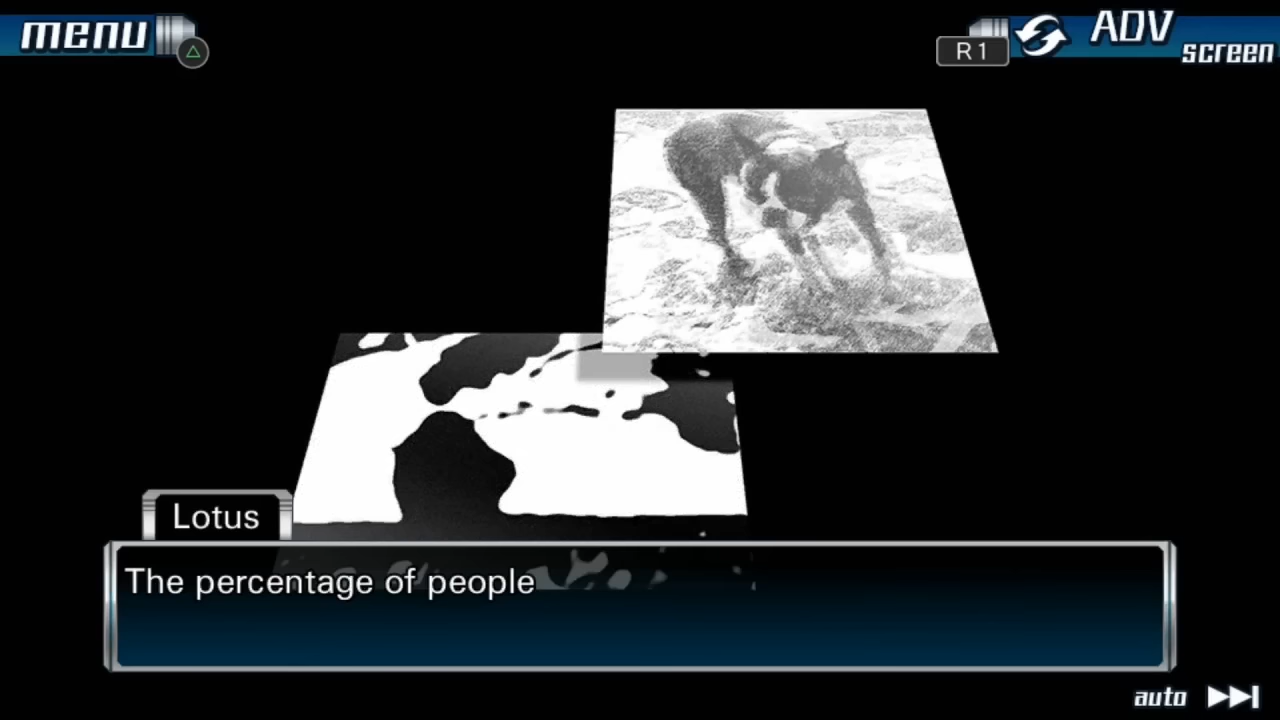 menu
R1
ADV
screen
Lotus
The percentage of people
auto